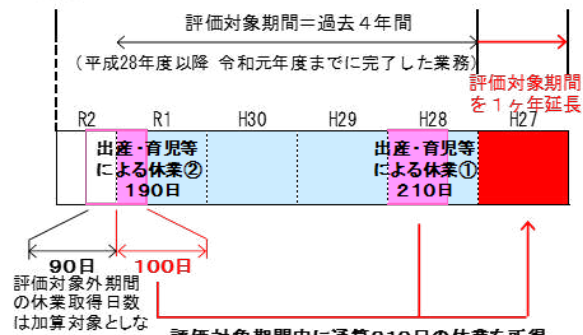 評価対象期間＝過去４年間
（平成28年度以降 令和元年度までに完了した業務）
評価対象期間
を１ヶ年延長
R2 R1 H30 H29 H28 H27
出産・育児等
による休業②
190日
出産・育児等
による休業①
210日
90日 100日
評価対象外期間
の休業取得日数
は加算対象としな